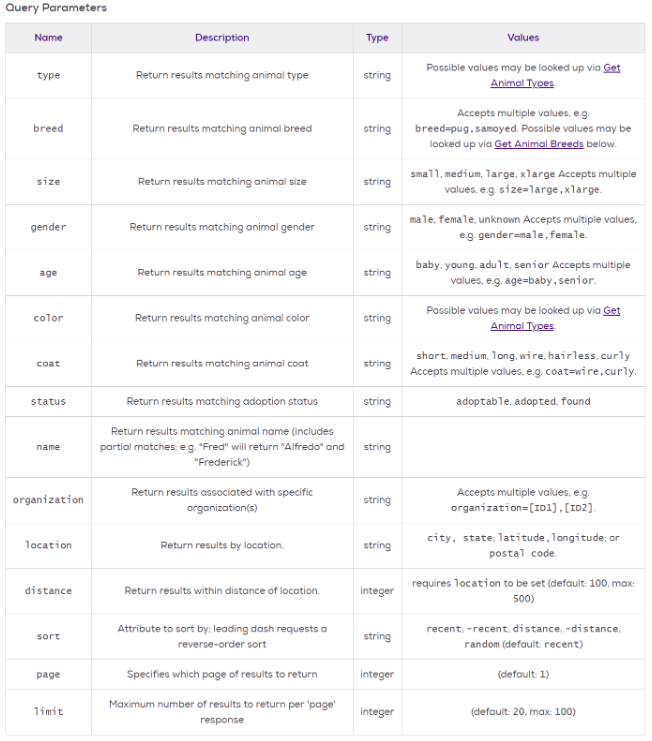 Query Parameters
Name Description Type Values
type Return results matching animal type string Possible values may be looked up via Get
Animal Types.
breed Return results matching animal breed string Accepts multiple values, e.g.
breed=pug,samoyed. Possible values may be
looked up via Get Animal Breeds below.
size Return results matching animal size string small, medium, large, xlarge Accepts multiple
values, e.g. size=large,xlarge.
gender Return results matching animal gender string male, female, unknown Accepts multiple values,
e.g. gender=male,female.
age Return results matching animal age string baby, young, adult, senior Accepts multiple
values, e.g. age=baby,senior.
color Return results matching animal color string Possible values may be looked up via Get
Animal Types.
coat Return results matching animal coat string short, medium, long, wire, hairless, curly
Accepts multiple values, e.g. coat=wire,curly.
status Return results matching adoption status string adoptable, adopted, found
name Return results matching animal name (includes
partial matches; e.g. "Fred" will return "Alfredo" and
"Frederick") string
organization Return results associated with specific
organization(s) string Accepts multiple values, e.g.
organization=[ID1],[ID2].
location Return results by location. string city, state; latitude,longitude; or
postal code.
distance Return results within distance of location. integer requires location to be set (default: 100, max:
500)
sort Attribute to sort by; leading dash requests a
reverse-order sort string recent, -recent, distance, -distance,
random (default: recent)
page Specifies which page of results to return integer (default: 1)
limit Maximum number of results to return per 'page'
response integer (default: 20, max: 100)